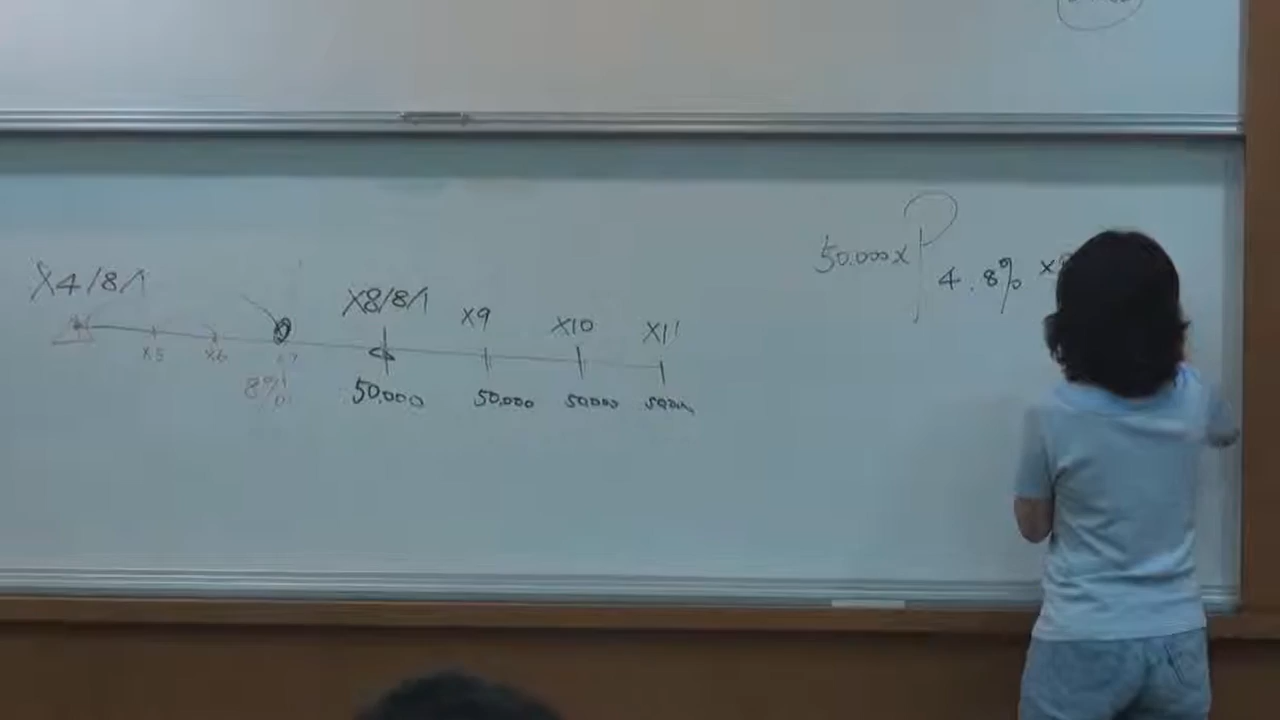 X4/8/1
X8/8/1
X9
X10
X11
X5
X6
8%
50,000
50,000
50,000
50,000 x P 4.8%